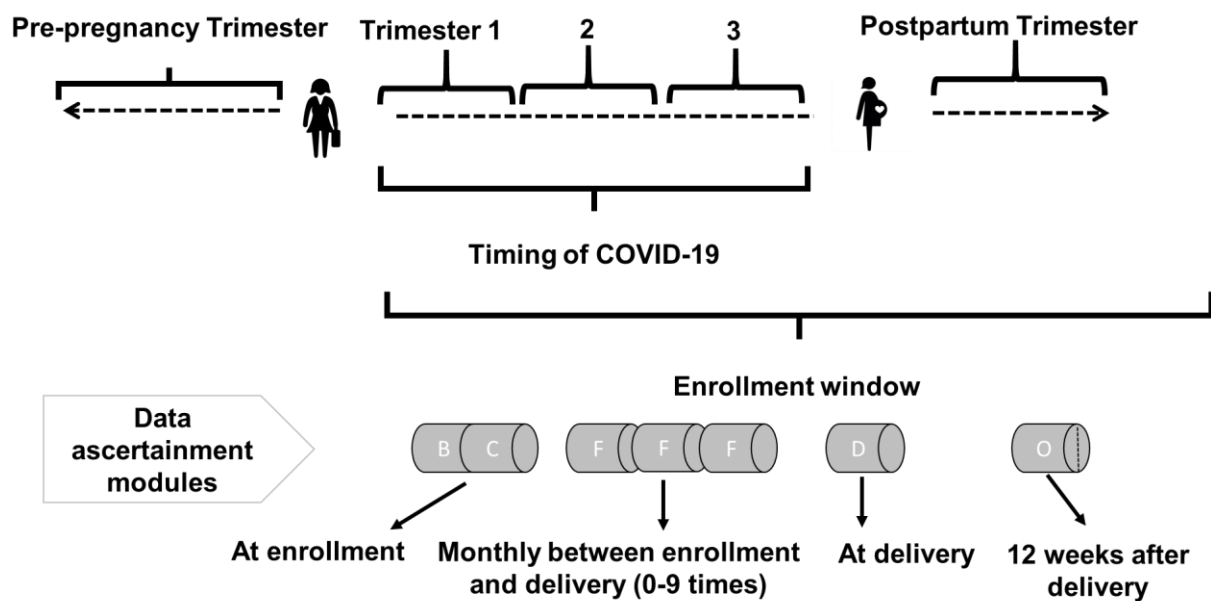 Pre-pregnancy Trimester
Trimester 1
2
3
Postpartum Trimester
Timing of COVID-19
Enrollment window
Data
ascertainment
modules
B C F F F D O
At enrollment
Monthly between enrollment
and delivery (0-9 times)
At delivery
12 weeks after
delivery